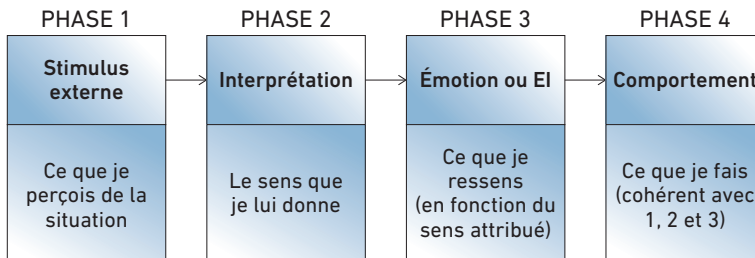 PHASE 1
Stimulus
externe
Ce que je
perçois de la
situation
PHASE 2
Interprétation
Le sens que
je lui donne
PHASE 3
Émotion ou EI
Ce que je
ressens
(en fonction du
sens attribué)
PHASE 4
Comportement
Ce que je fais
(cohérent avec
1, 2 et 3)